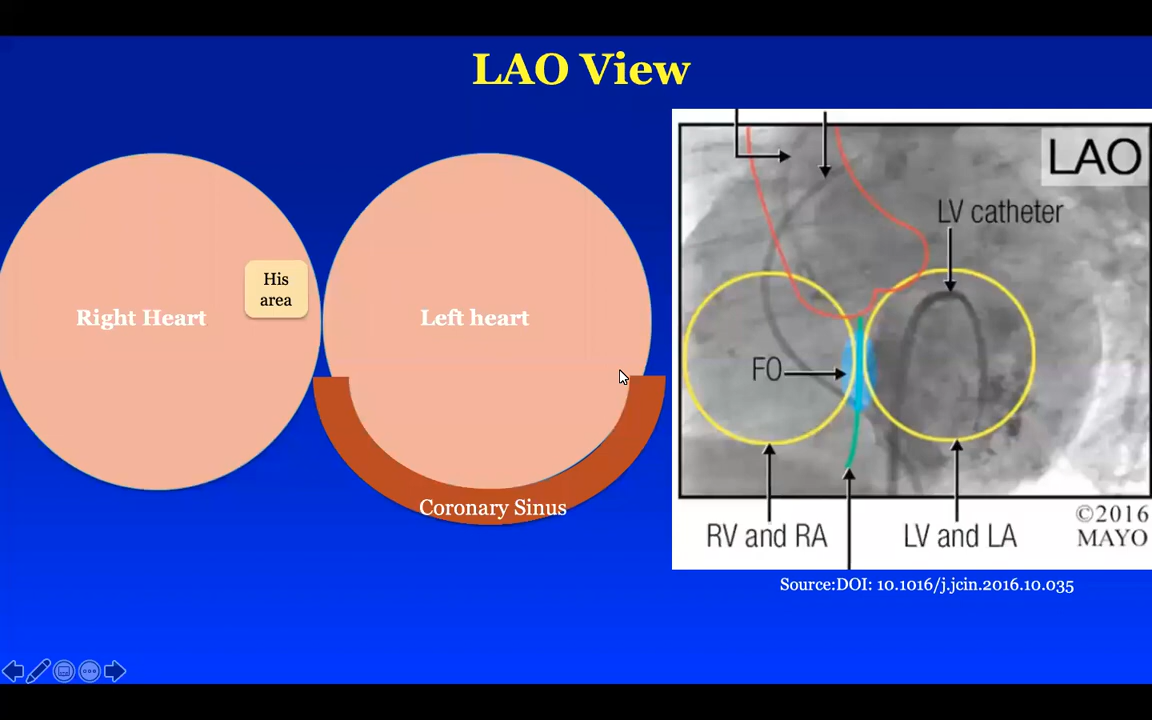 LAO View
His
area
Right Heart
Left heart
Coronary Sinus
LAO
LV catheter
FO
RV and RA
LV and LA
©2016
MAYO
Source:DOI: 10.1016/j.jcin.2016.10.035